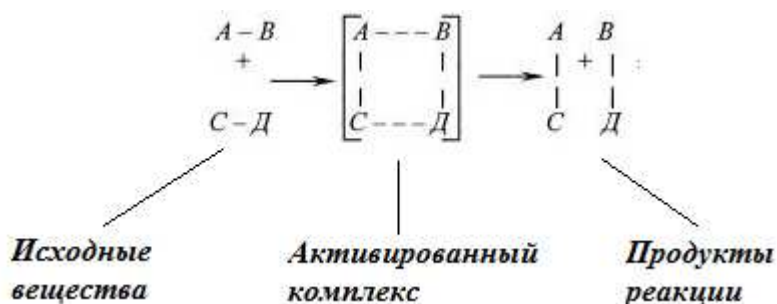 А – В А - - - В А В
+ +
С – Д С - - - Д С Д
Исходные вещества
Активированный комплекс
Продукты реакции